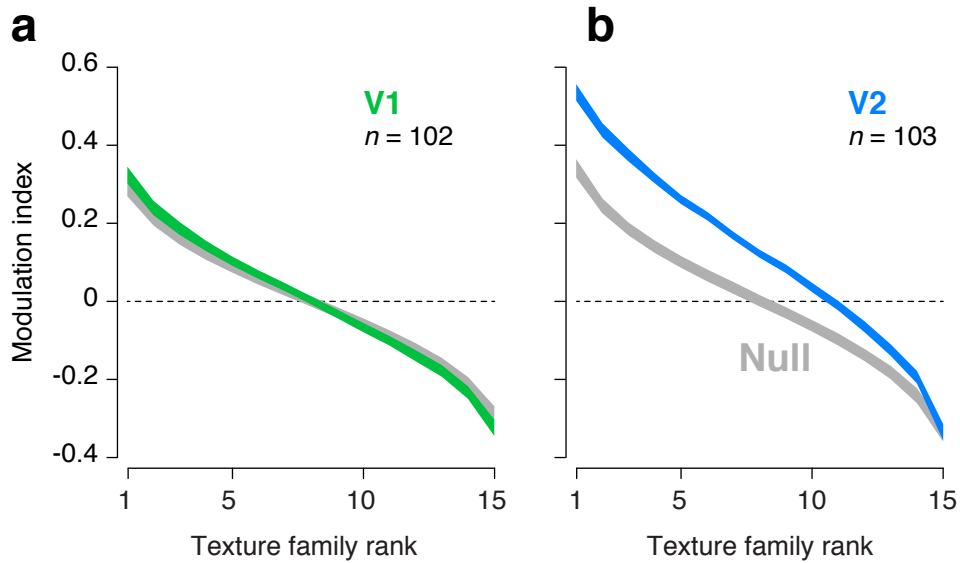 a
b
0.6
0.4
0.2
0
-0.2
-0.4
Modulation index
V1
n = 102
V2
n = 103
Null
1
5
10
15
1
5
10
15
Texture family rank
Texture family rank